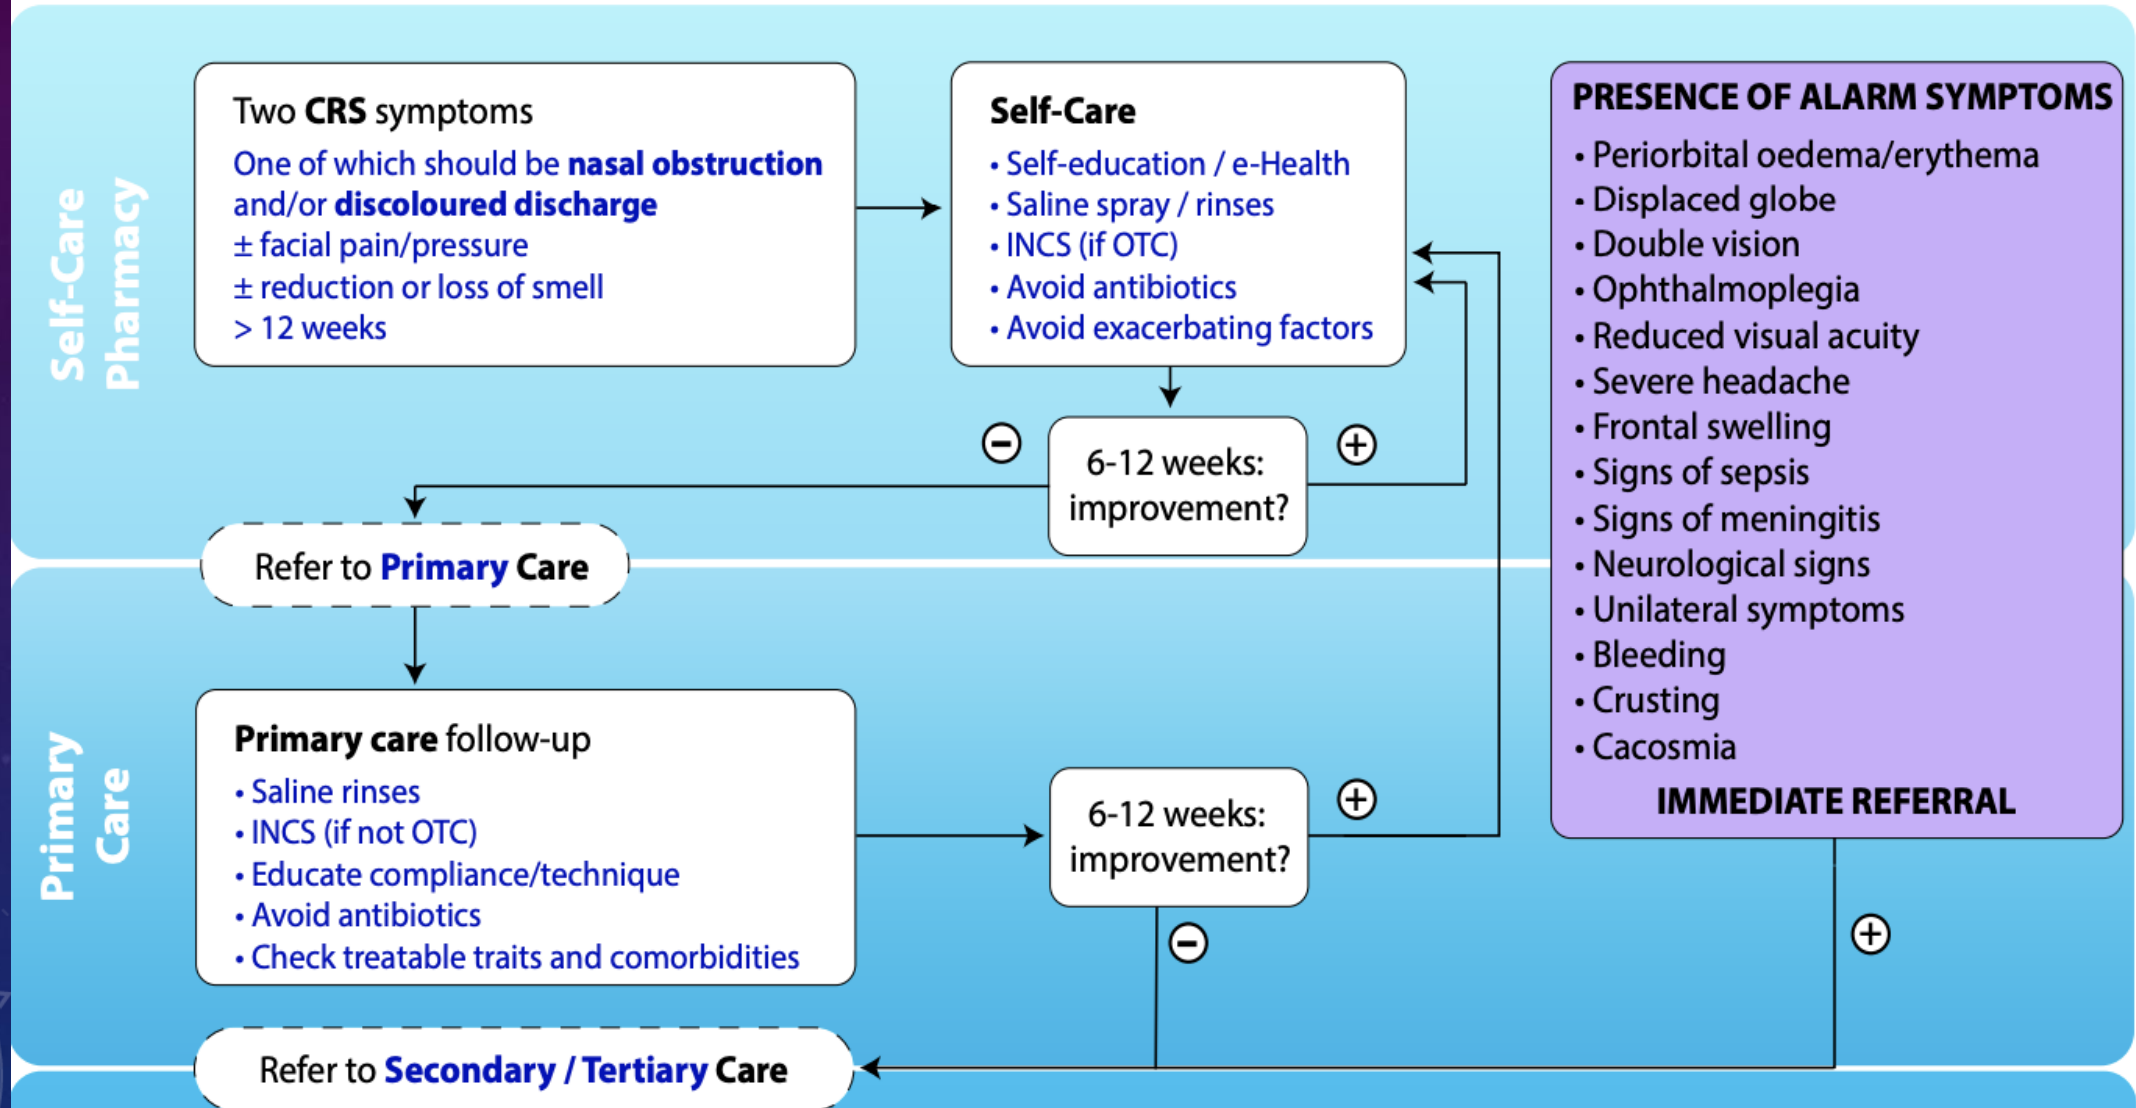 Self-Care
Pharmacy
Two CRS symptoms
One of which should be nasal obstruction
and/or discoloured discharge
± facial pain/pressure
± reduction or loss of smell
> 12 weeks
Self-Care
• Self-education / e-Health
• Saline spray / rinses
• INCS (if OTC)
• Avoid antibiotics
• Avoid exacerbating factors
6-12 weeks:
improvement?
−
+
Refer to Primary Care
PRESENCE OF ALARM SYMPTOMS
• Periorbital oedema/erythema
• Displaced globe
• Double vision
• Ophthalmoplegia
• Reduced visual acuity
• Severe headache
• Frontal swelling
• Signs of sepsis
• Signs of meningitis
• Neurological signs
• Unilateral symptoms
• Bleeding
• Crusting
• Cacosmia
IMMEDIATE REFERRAL
+
Primary
Care
Primary care follow-up
• Saline rinses
• INCS (if not OTC)
• Educate compliance/technique
• Avoid antibiotics
• Check treatable traits and comorbidities
6-12 weeks:
improvement?
+
−
Refer to Secondary / Tertiary Care